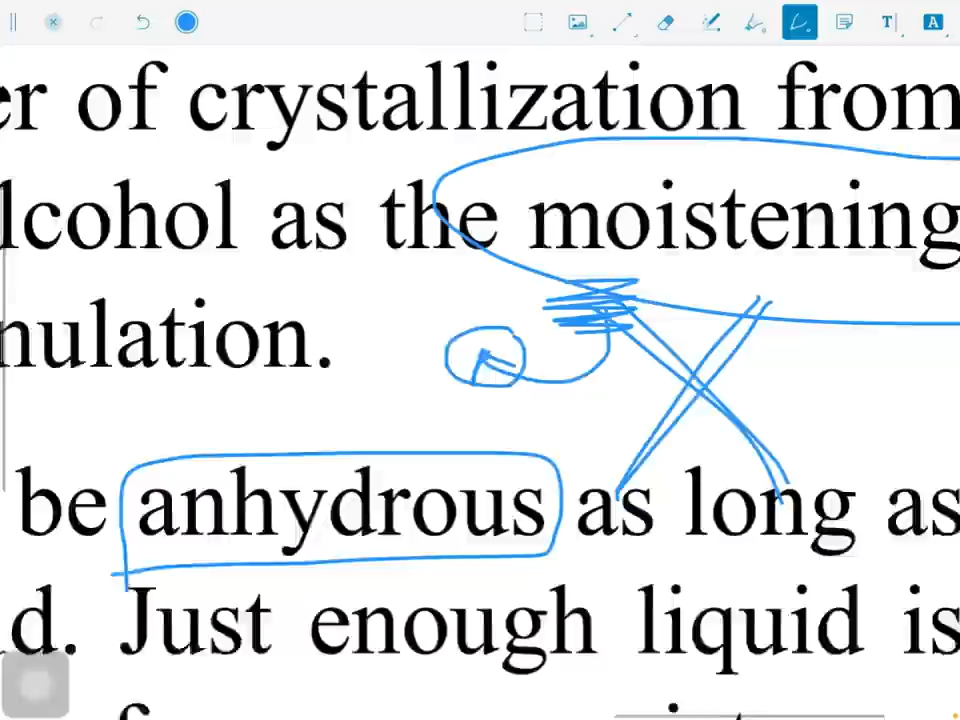 er of crystallization from
lcohol as the moistening
nulation.
be anhydrous as long as
d. Just enough liquid is